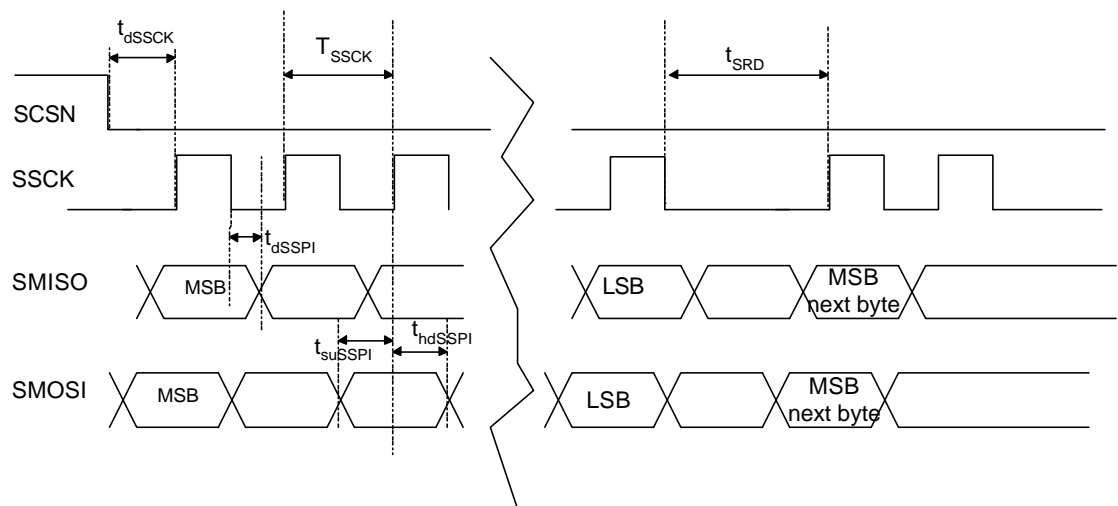 tdSSCK
TSSCK
tSRD
SCSN
SSCK
tdSSPI
SMISO
MSB
LSB
MSB
next byte
tsuSSPI
thdSSPI
SMOSI
MSB
LSB
MSB
next byte